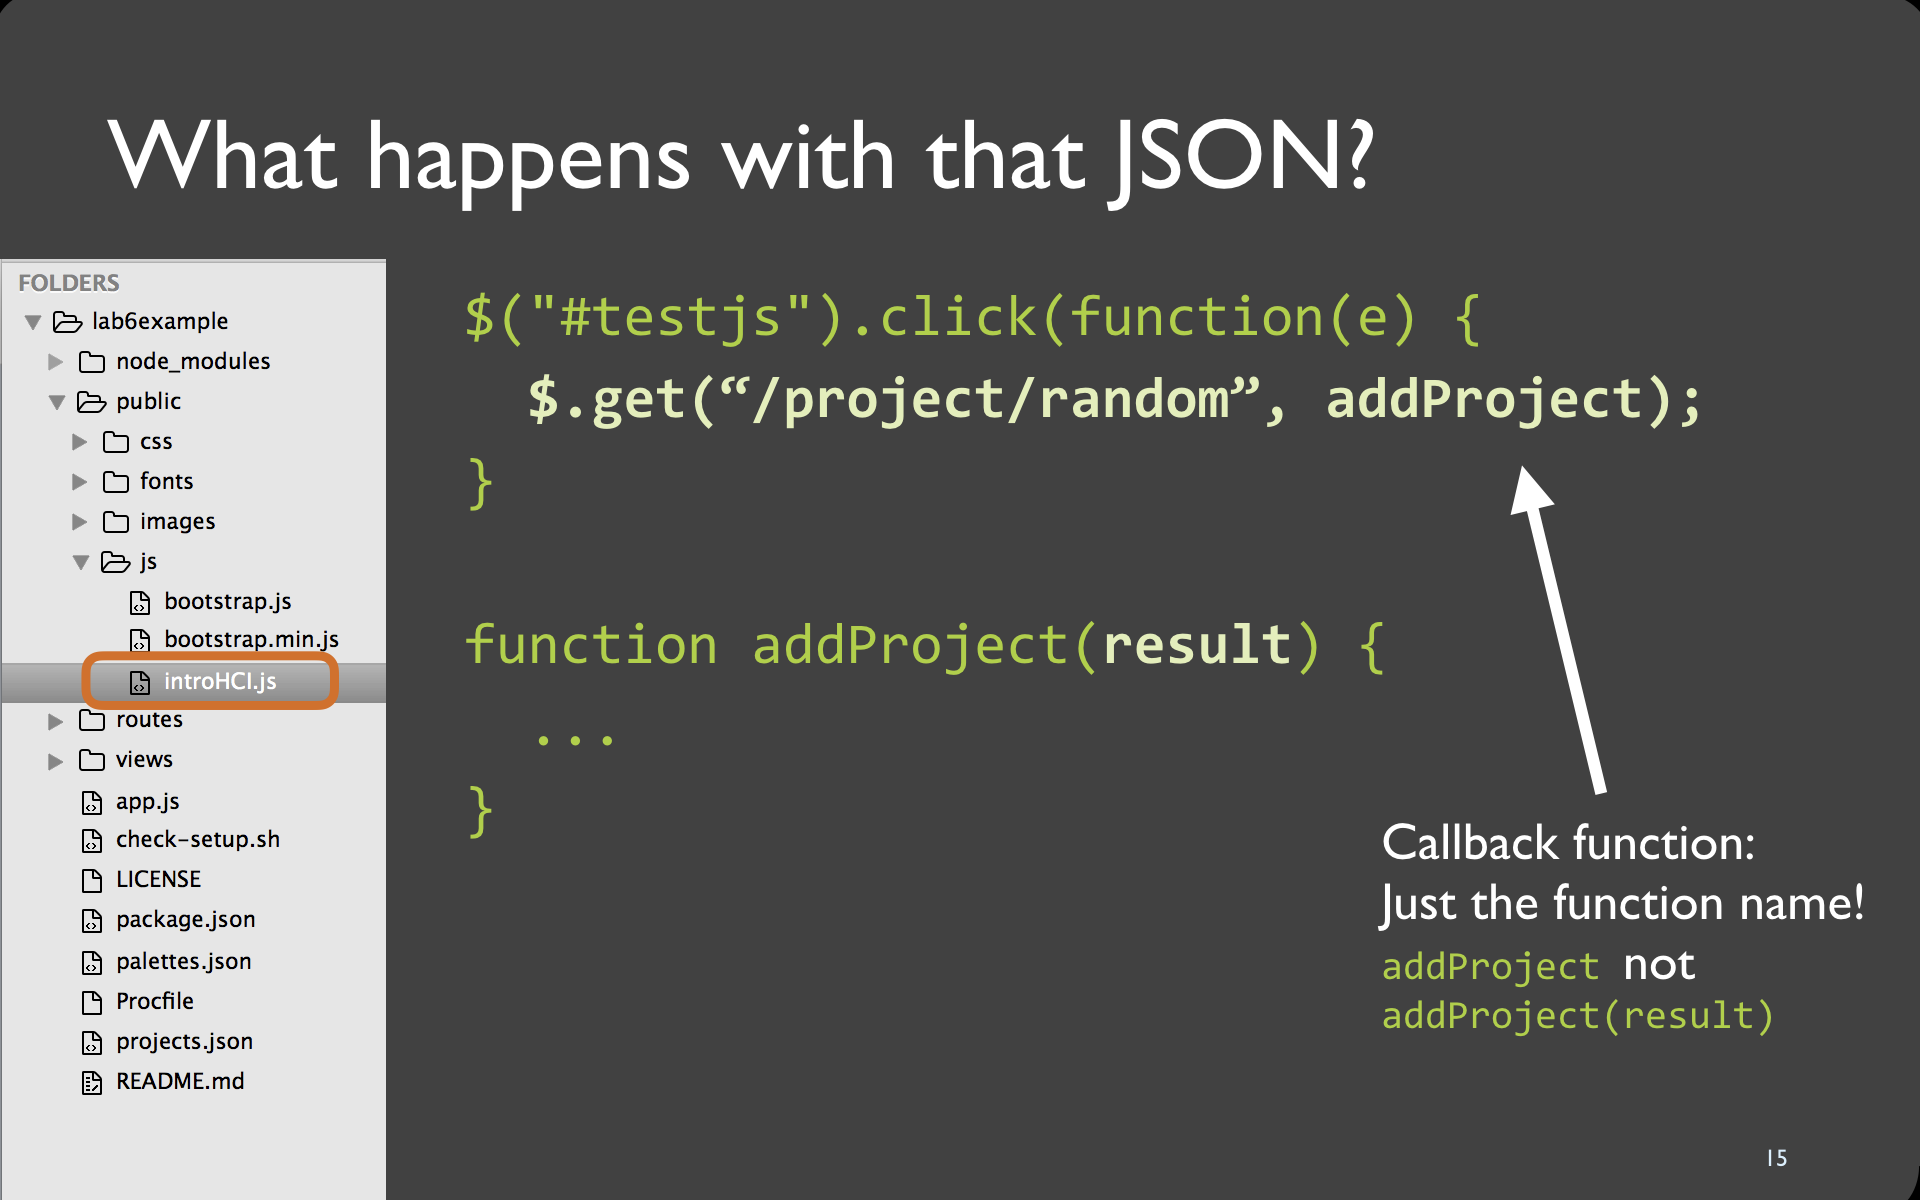 What happens with that JSON?
FOLDERS
lab6example
node_modules
public
css
fonts
images
js
bootstrap.js
bootstrap.min.js
introHCI.js
routes
views
app.js
check-setup.sh
LICENSE
package.json
palettes.json
Procfile
projects.json
README.md
$("#testjs").click(function(e) {
$.get(“/project/random”, addProject);
}
function addProject(result) {
...
}
Callback function:
Just the function name!
addProject not
addProject(result)
15